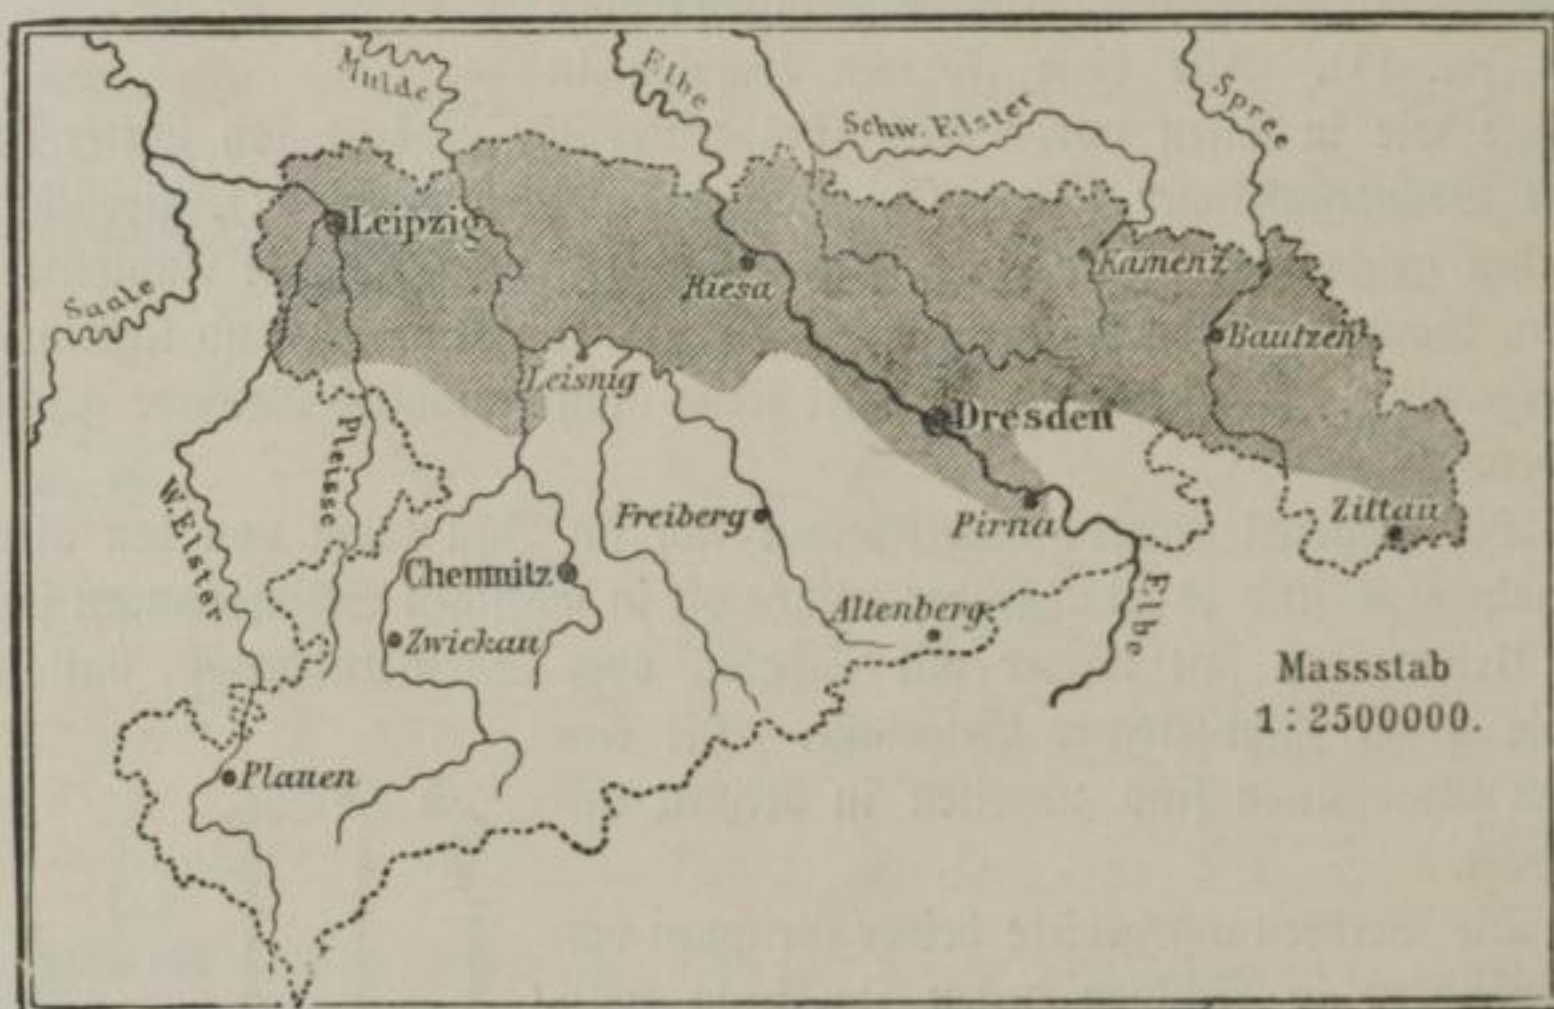 Mulde
Elbe
Schw. Elster
Spree
Leipzig
Saale
Riesa
Kamenz
Bautzen
Leisnig
Dresden
Pleisse
W. Elster
Freiberg
Pirna
Zittau
Chemnitz
Zwickau
Altenberg
Elbe
Massstab
1:2500000.
Plauen